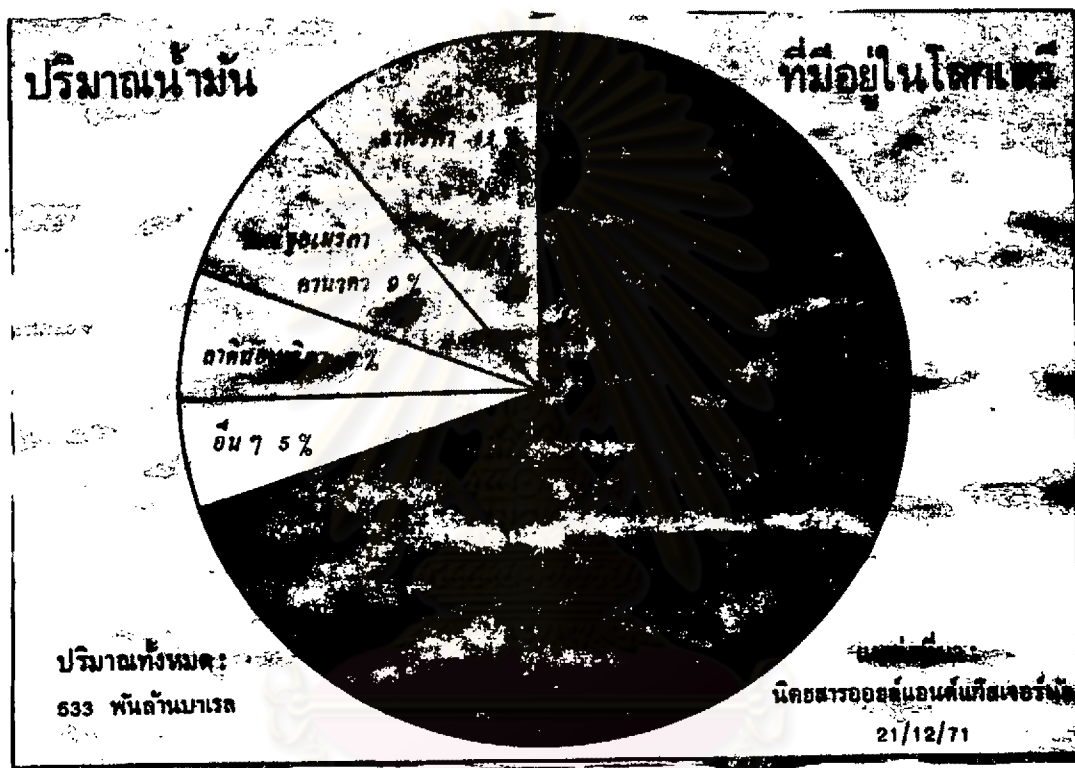 ปริมาณน้ำมัน
ที่มีอยู่ในโลกเสรี
11 %
อเมริกา
คานาดา 9 %
อื่น ๆ 5 %
ปริมาณทั้งหมด:
533 พันล้านบาเรล
นิตยสารออยล์แอนด์แก๊สเจอร์นัล
21/12/71